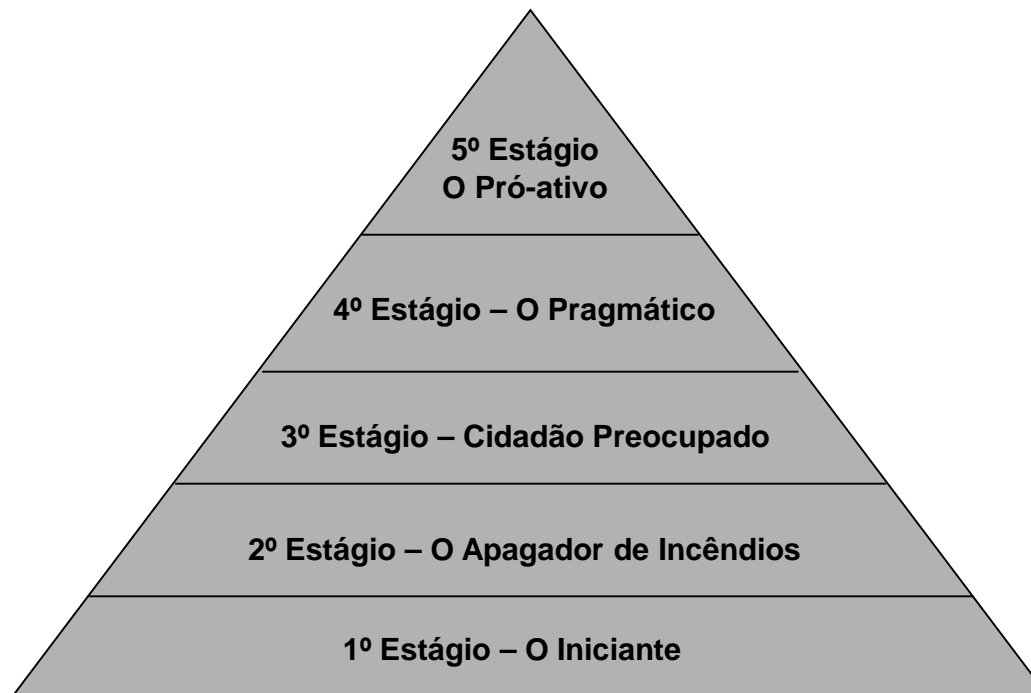 5º Estágio
O Pró-ativo
4º Estágio – O Pragmático
3º Estágio – Cidadão Preocupado
2º Estágio – O Apagador de Incêndios
1º Estágio – O Iniciante